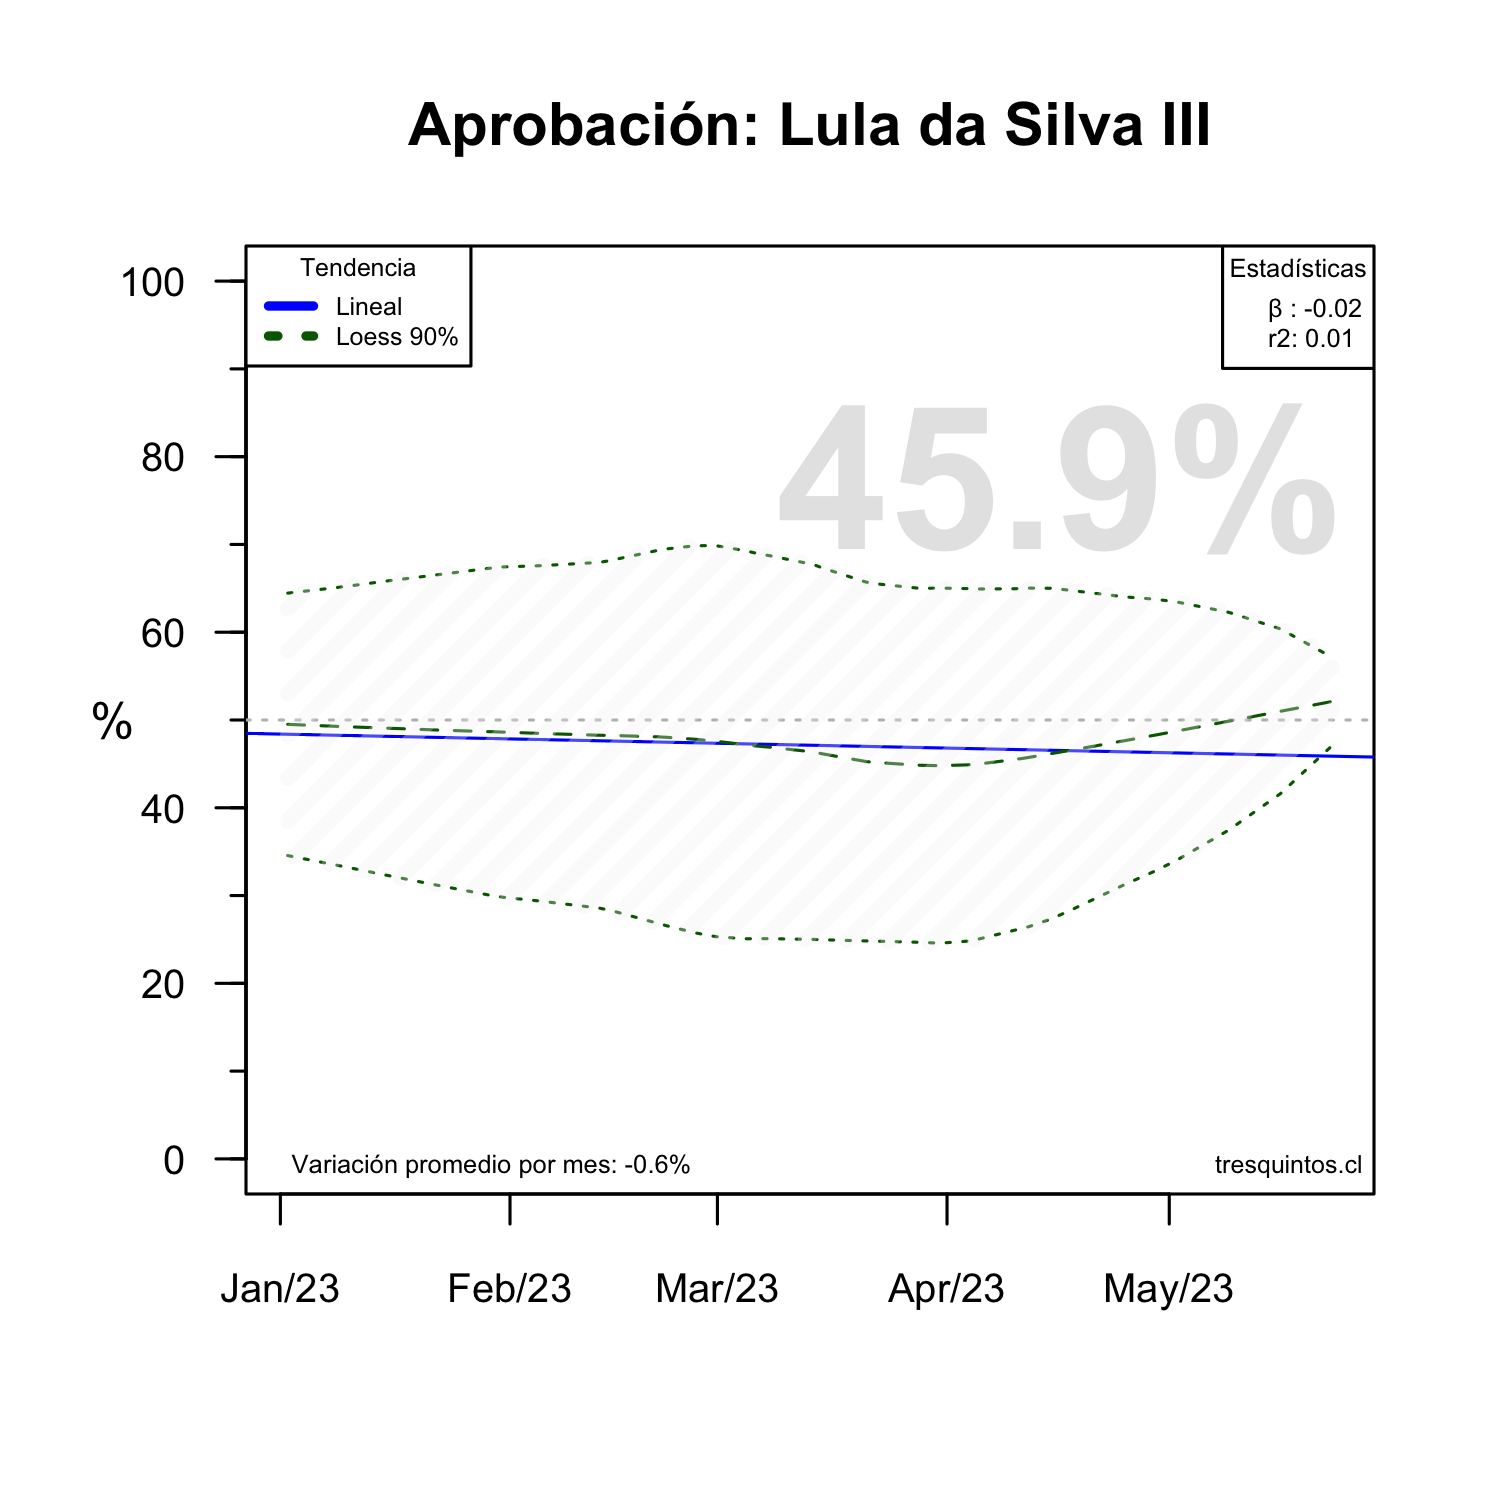 Aprobación: Lula da Silva III
Tendencia
Lineal
Loess 90%
Estadísticas
β : -0.02
r2: 0.01
45.9%
100
80
60
%
40
20
0
Variación promedio por mes: -0.6%
tresquintos.cl
Jan/23
Feb/23
Mar/23
Apr/23
May/23